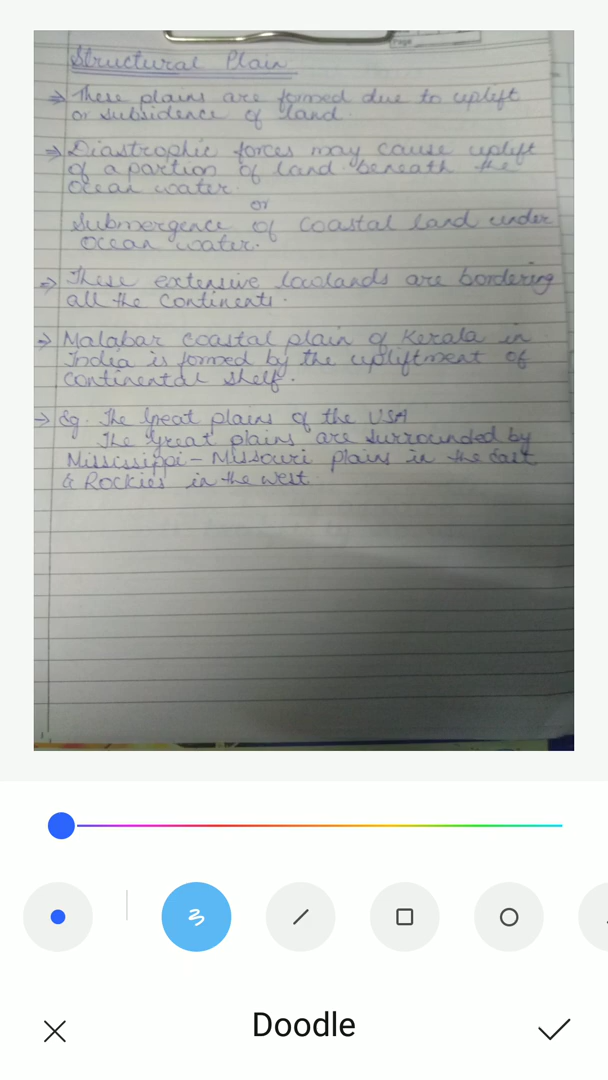 Page
Structural Plain
→ These plains are formed due to uplift
or subsidence of land.
→ Diastrophic forces may cause uplift
of a partion of land beneath the
ocean water.
or
Submergence of coastal land under
ocean water.
→ These extensive lowlands are bordering
all the continents.
→ Malabar coastal plain of Kerala in
India is formed by the upliftment of
continental shelf.
→ Eg. The Great plains of the USA
The Great plains are surrounded by
Mississippi - Missouri plains in the East
& Rockies in the west
Doodle